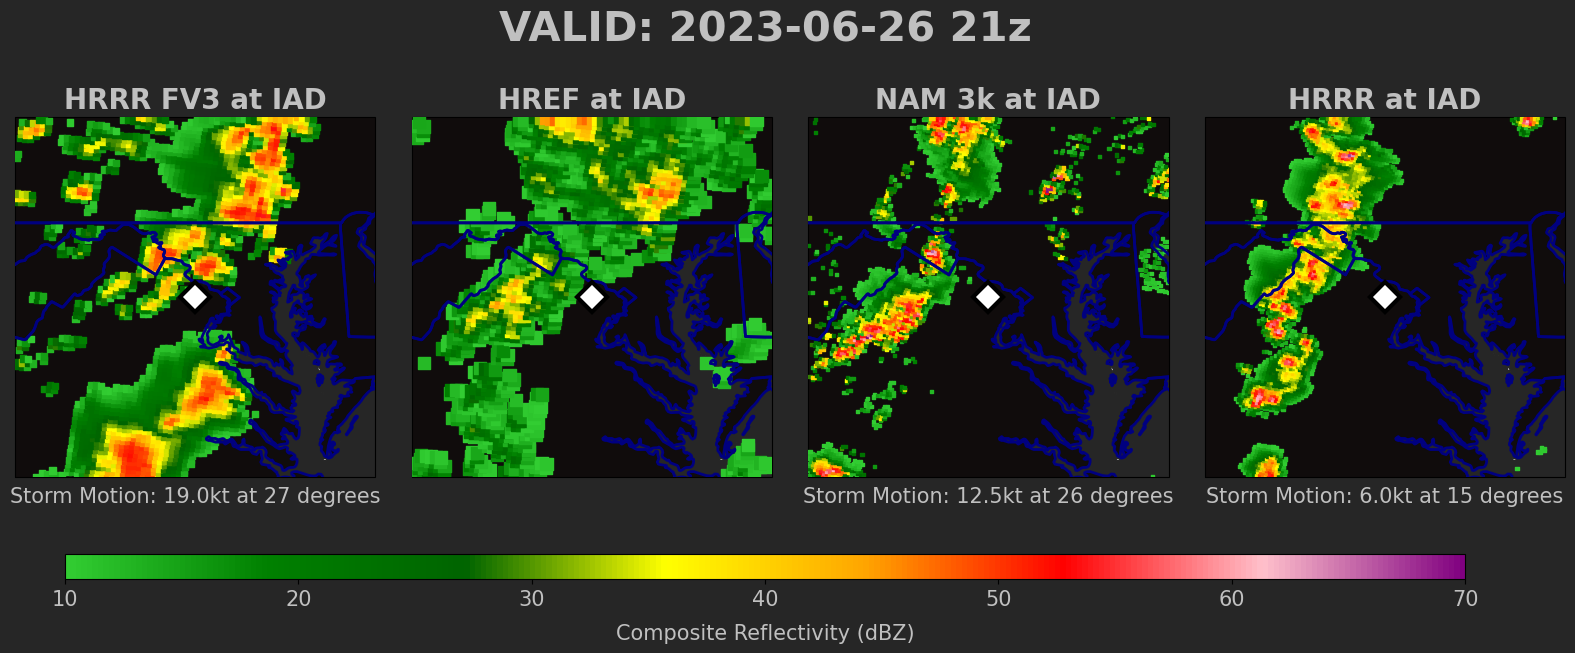 VALID: 2023-06-26 21z
HRRR FV3 at IAD
HREF at IAD
NAM 3k at IAD
HRRR at IAD
Storm Motion: 19.0kt at 27 degrees
Storm Motion: 12.5kt at 26 degrees
Storm Motion: 6.0kt at 15 degrees
10 20 30 40 50 60 70
Composite Reflectivity (dBZ)